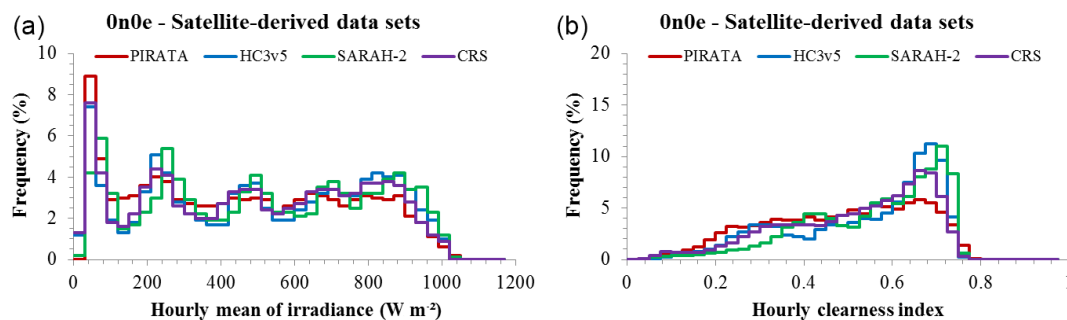 (a)
0n0e - Satellite-derived data sets
PIRATA HC3v5 SARAH-2 CRS
Frequency (%)
10
8
6
4
2
0
0 200 400 600 800 1000 1200
Hourly mean of irradiance (W m⁻²)
(b)
0n0e - Satellite-derived data sets
PIRATA HC3v5 SARAH-2 CRS
Frequency (%)
20
15
10
5
0
0 0.2 0.4 0.6 0.8 1
Hourly clearness index